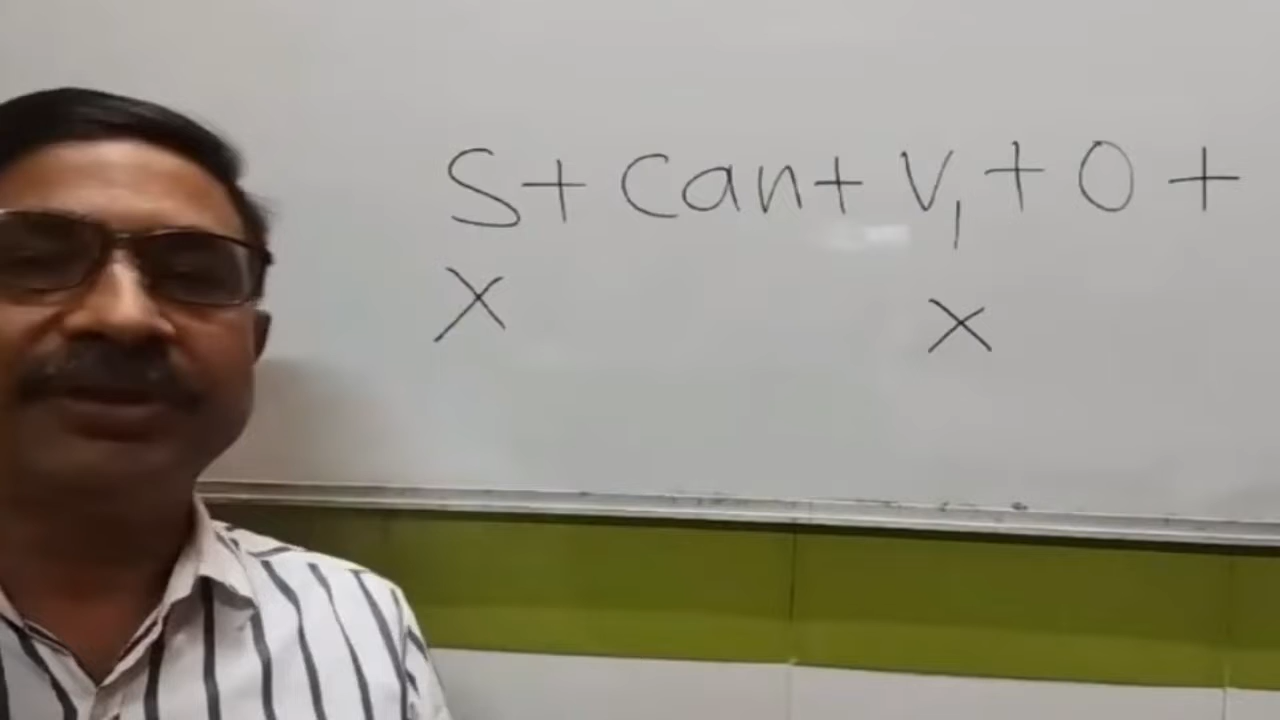 S + Can + V₁ + O +
X X